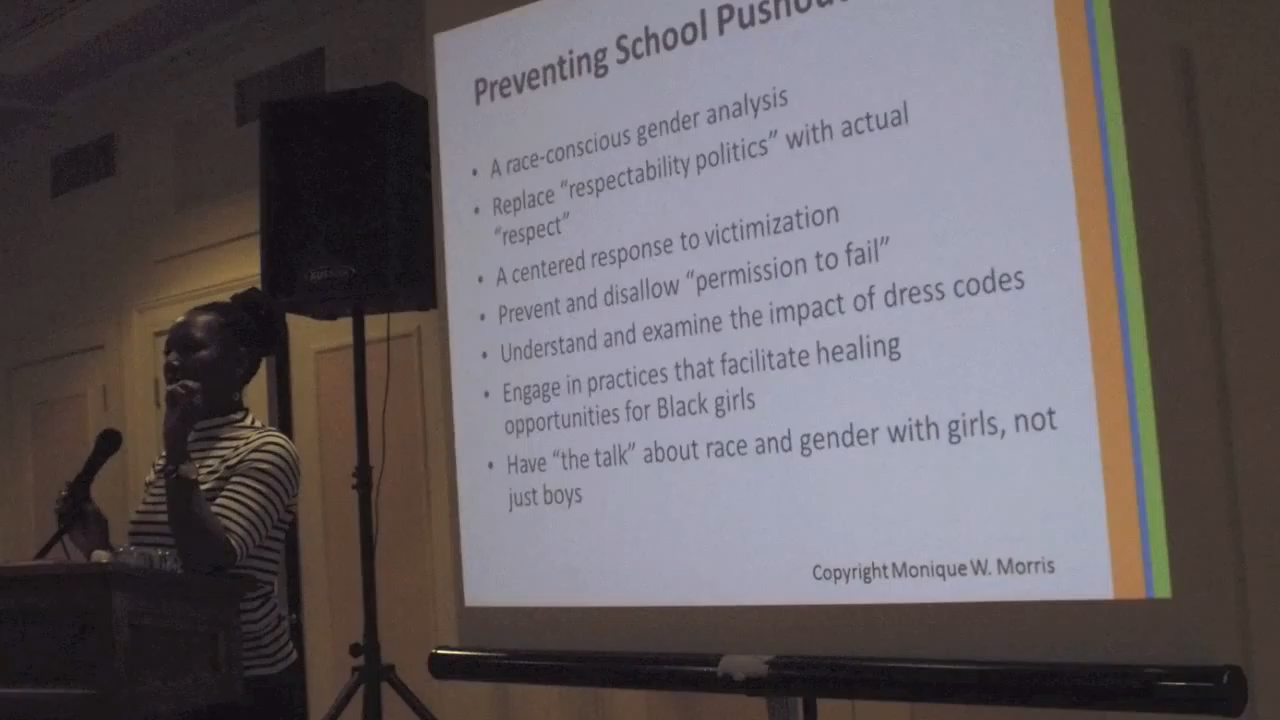 Preventing School Pushout
• A race-conscious gender analysis
• Replace “respectability politics” with actual
“respect”
• A centered response to victimization
• Prevent and disallow “permission to fail”
• Understand and examine the impact of dress codes
• Engage in practices that facilitate healing
opportunities for Black girls
• Have “the talk” about race and gender with girls, not
just boys
Copyright Monique W. Morris